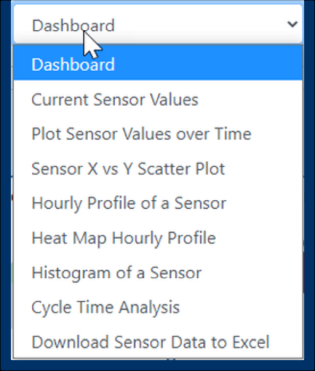 Dashboard
Dashboard
Current Sensor Values
Plot Sensor Values over Time
Sensor X vs Y Scatter Plot
Hourly Profile of a Sensor
Heat Map Hourly Profile
Histogram of a Sensor
Cycle Time Analysis
Download Sensor Data to Excel